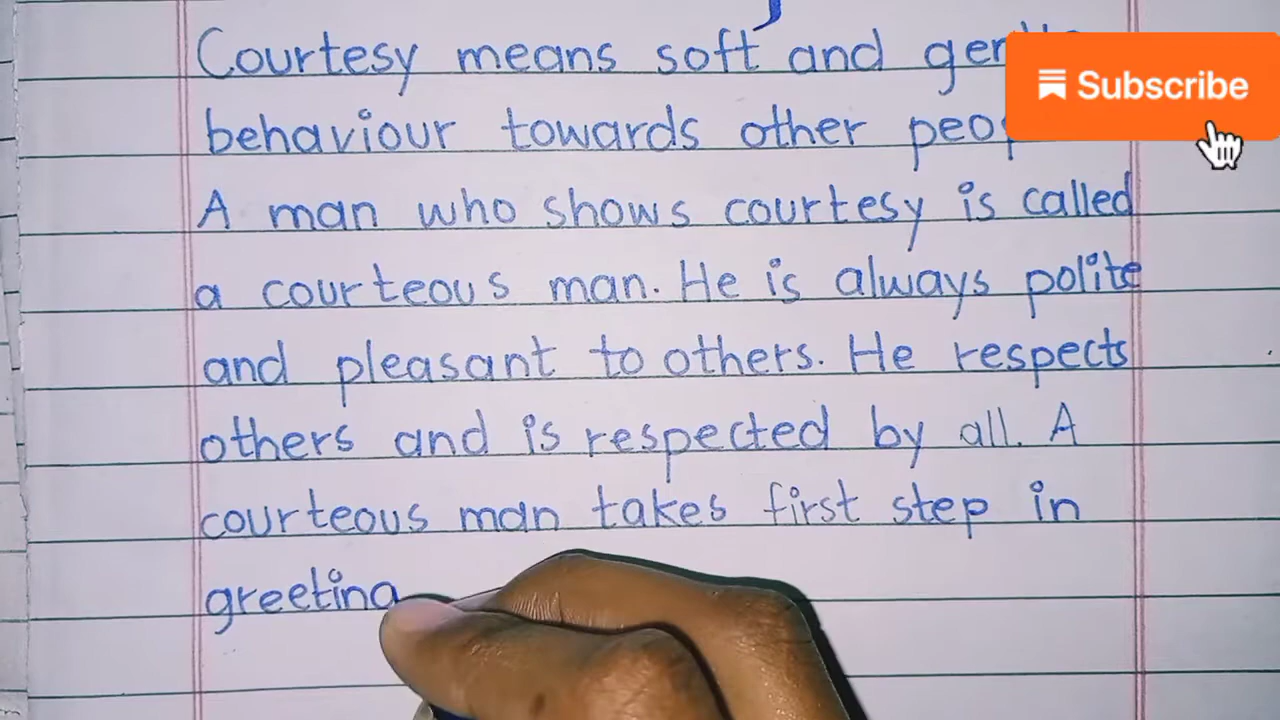 Courtesy means soft and
Subscribe
behaviour towards other
A man who shows courtesy is called
a courteous man. He is always polite
and pleasant to others. He respects
others and is respected by all. A
courteous man takes first step in
greeting